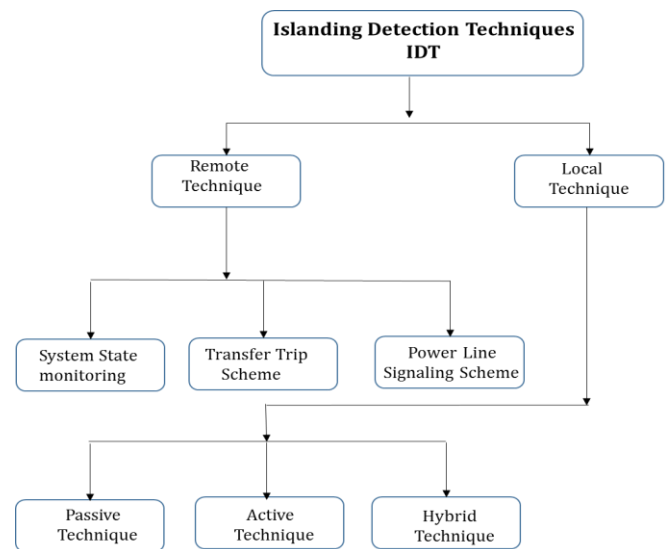 Islanding Detection Techniques
IDT
Remote
Technique
Local
Technique
System State
monitoring
Transfer Trip
Scheme
Power Line
Signaling Scheme
Passive
Technique
Active
Technique
Hybrid
Technique